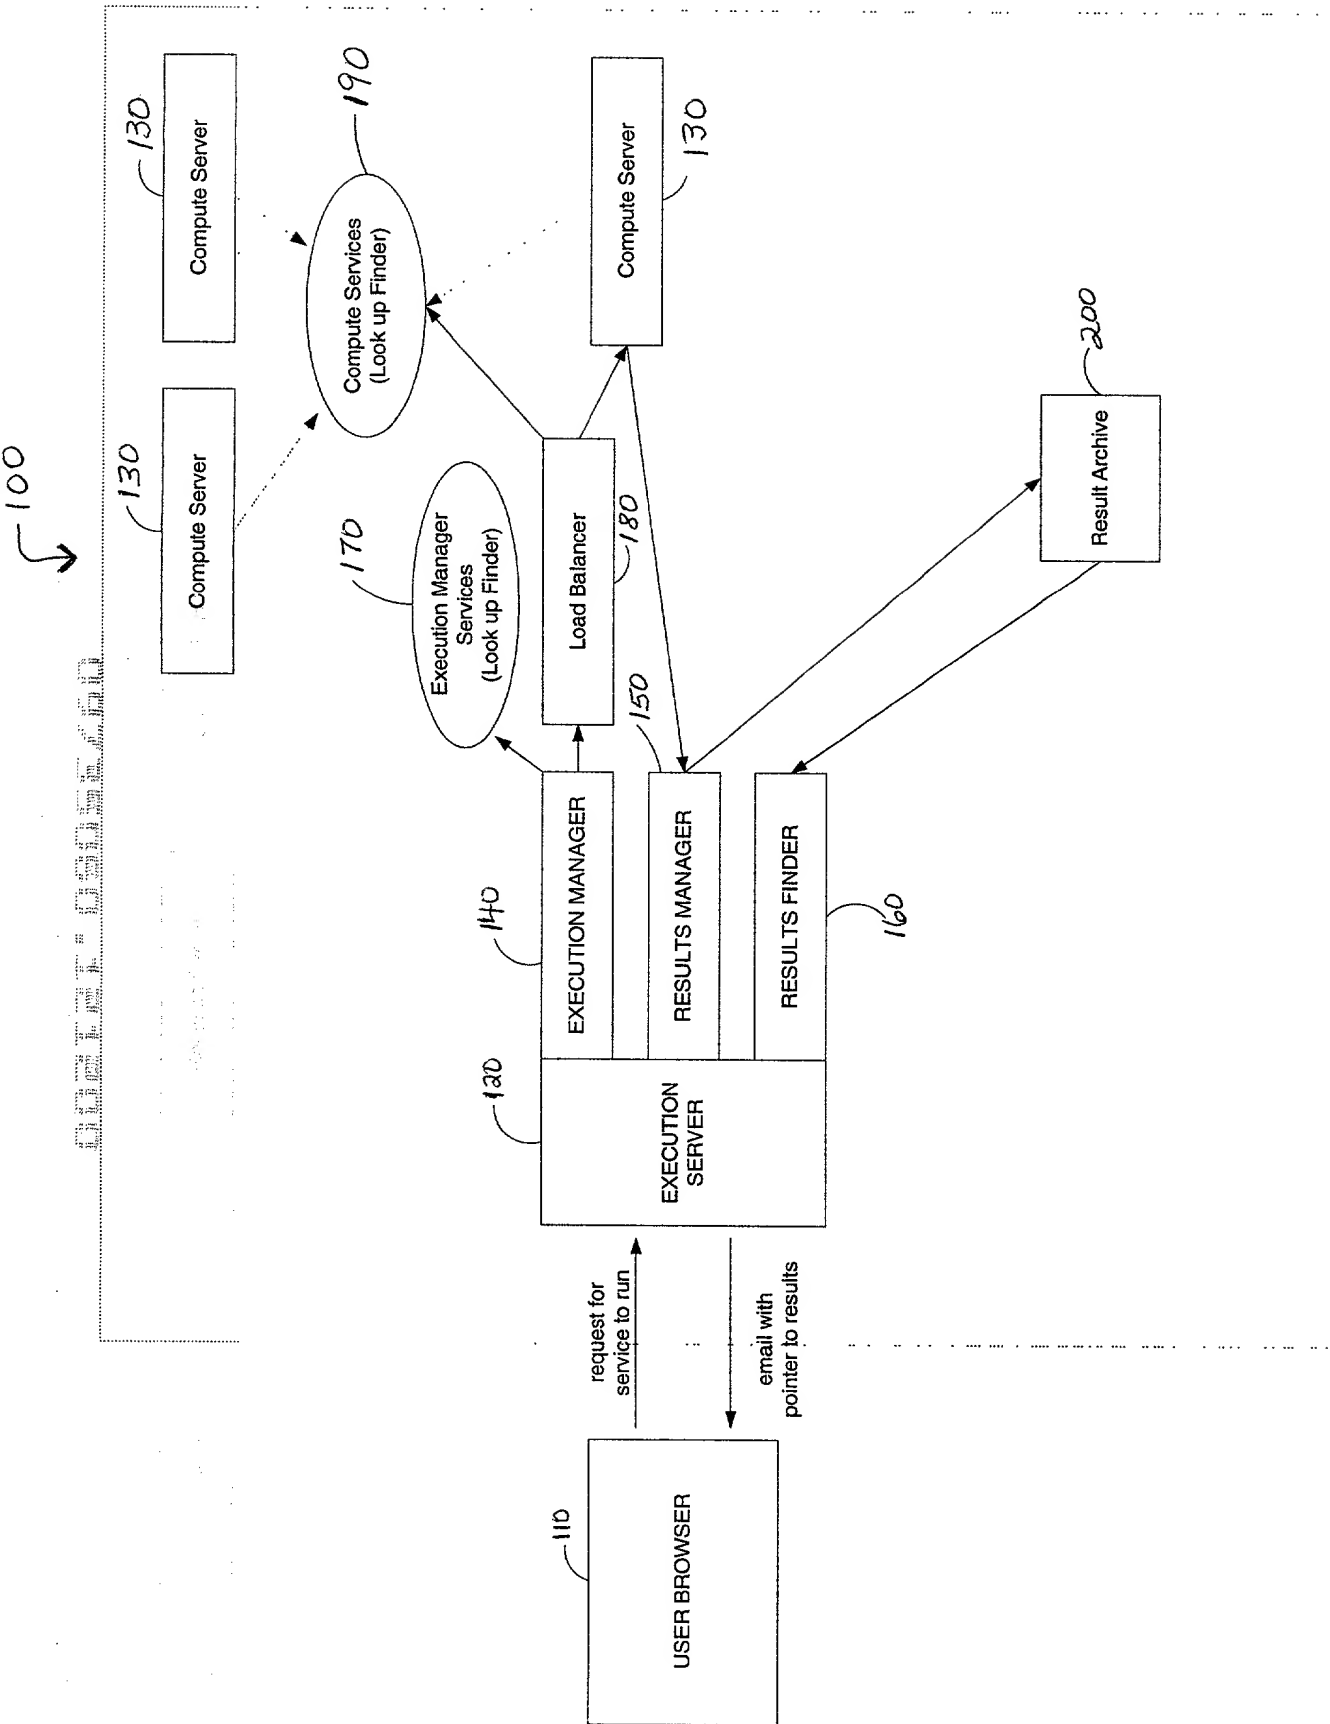 100
130
Compute Server
130
Compute Server
190
Compute Services
(Look up Finder)
170
Execution Manager
Services
(Look up Finder)
Load Balancer
180
Compute Server
130
140
EXECUTION MANAGER
150
RESULTS MANAGER
RESULTS FINDER
160
120
EXECUTION
SERVER
200
Result Archive
request for
service to run
email with
pointer to results
110
USER BROWSER